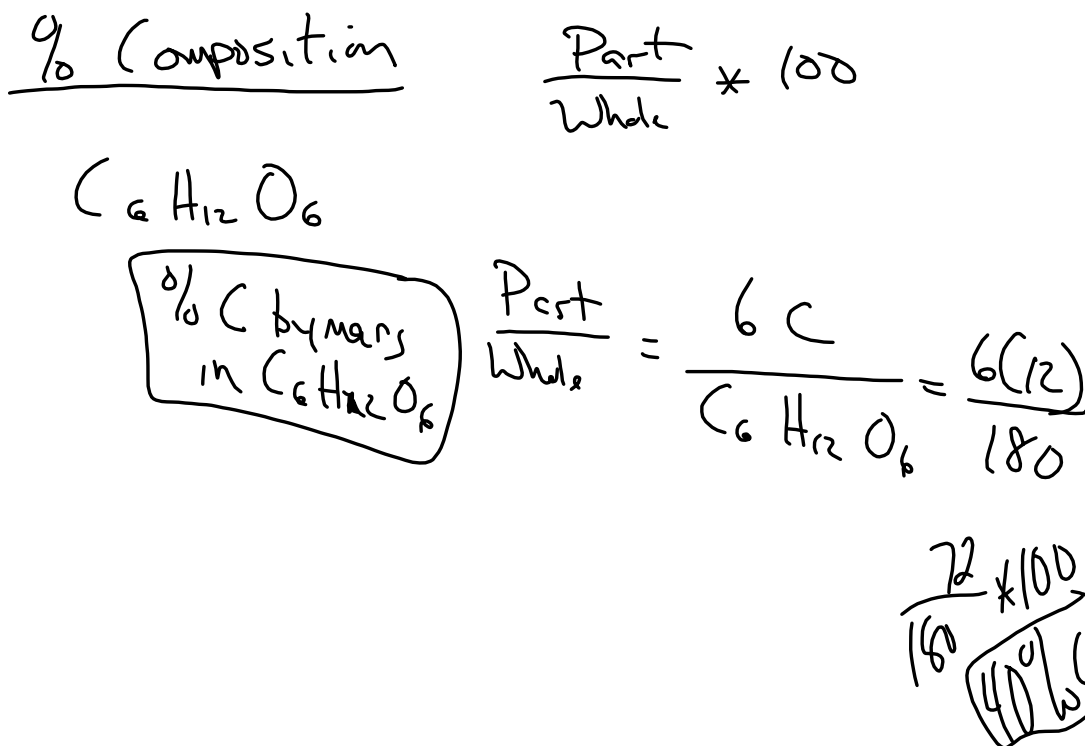 % Composition
Part / Whole * 100
C6H12O6
% C by mass
in C6H12O6
Part / Whole = 6 C / C6H12O6 = 6(12) / 180
72 / 180 * 100
40%